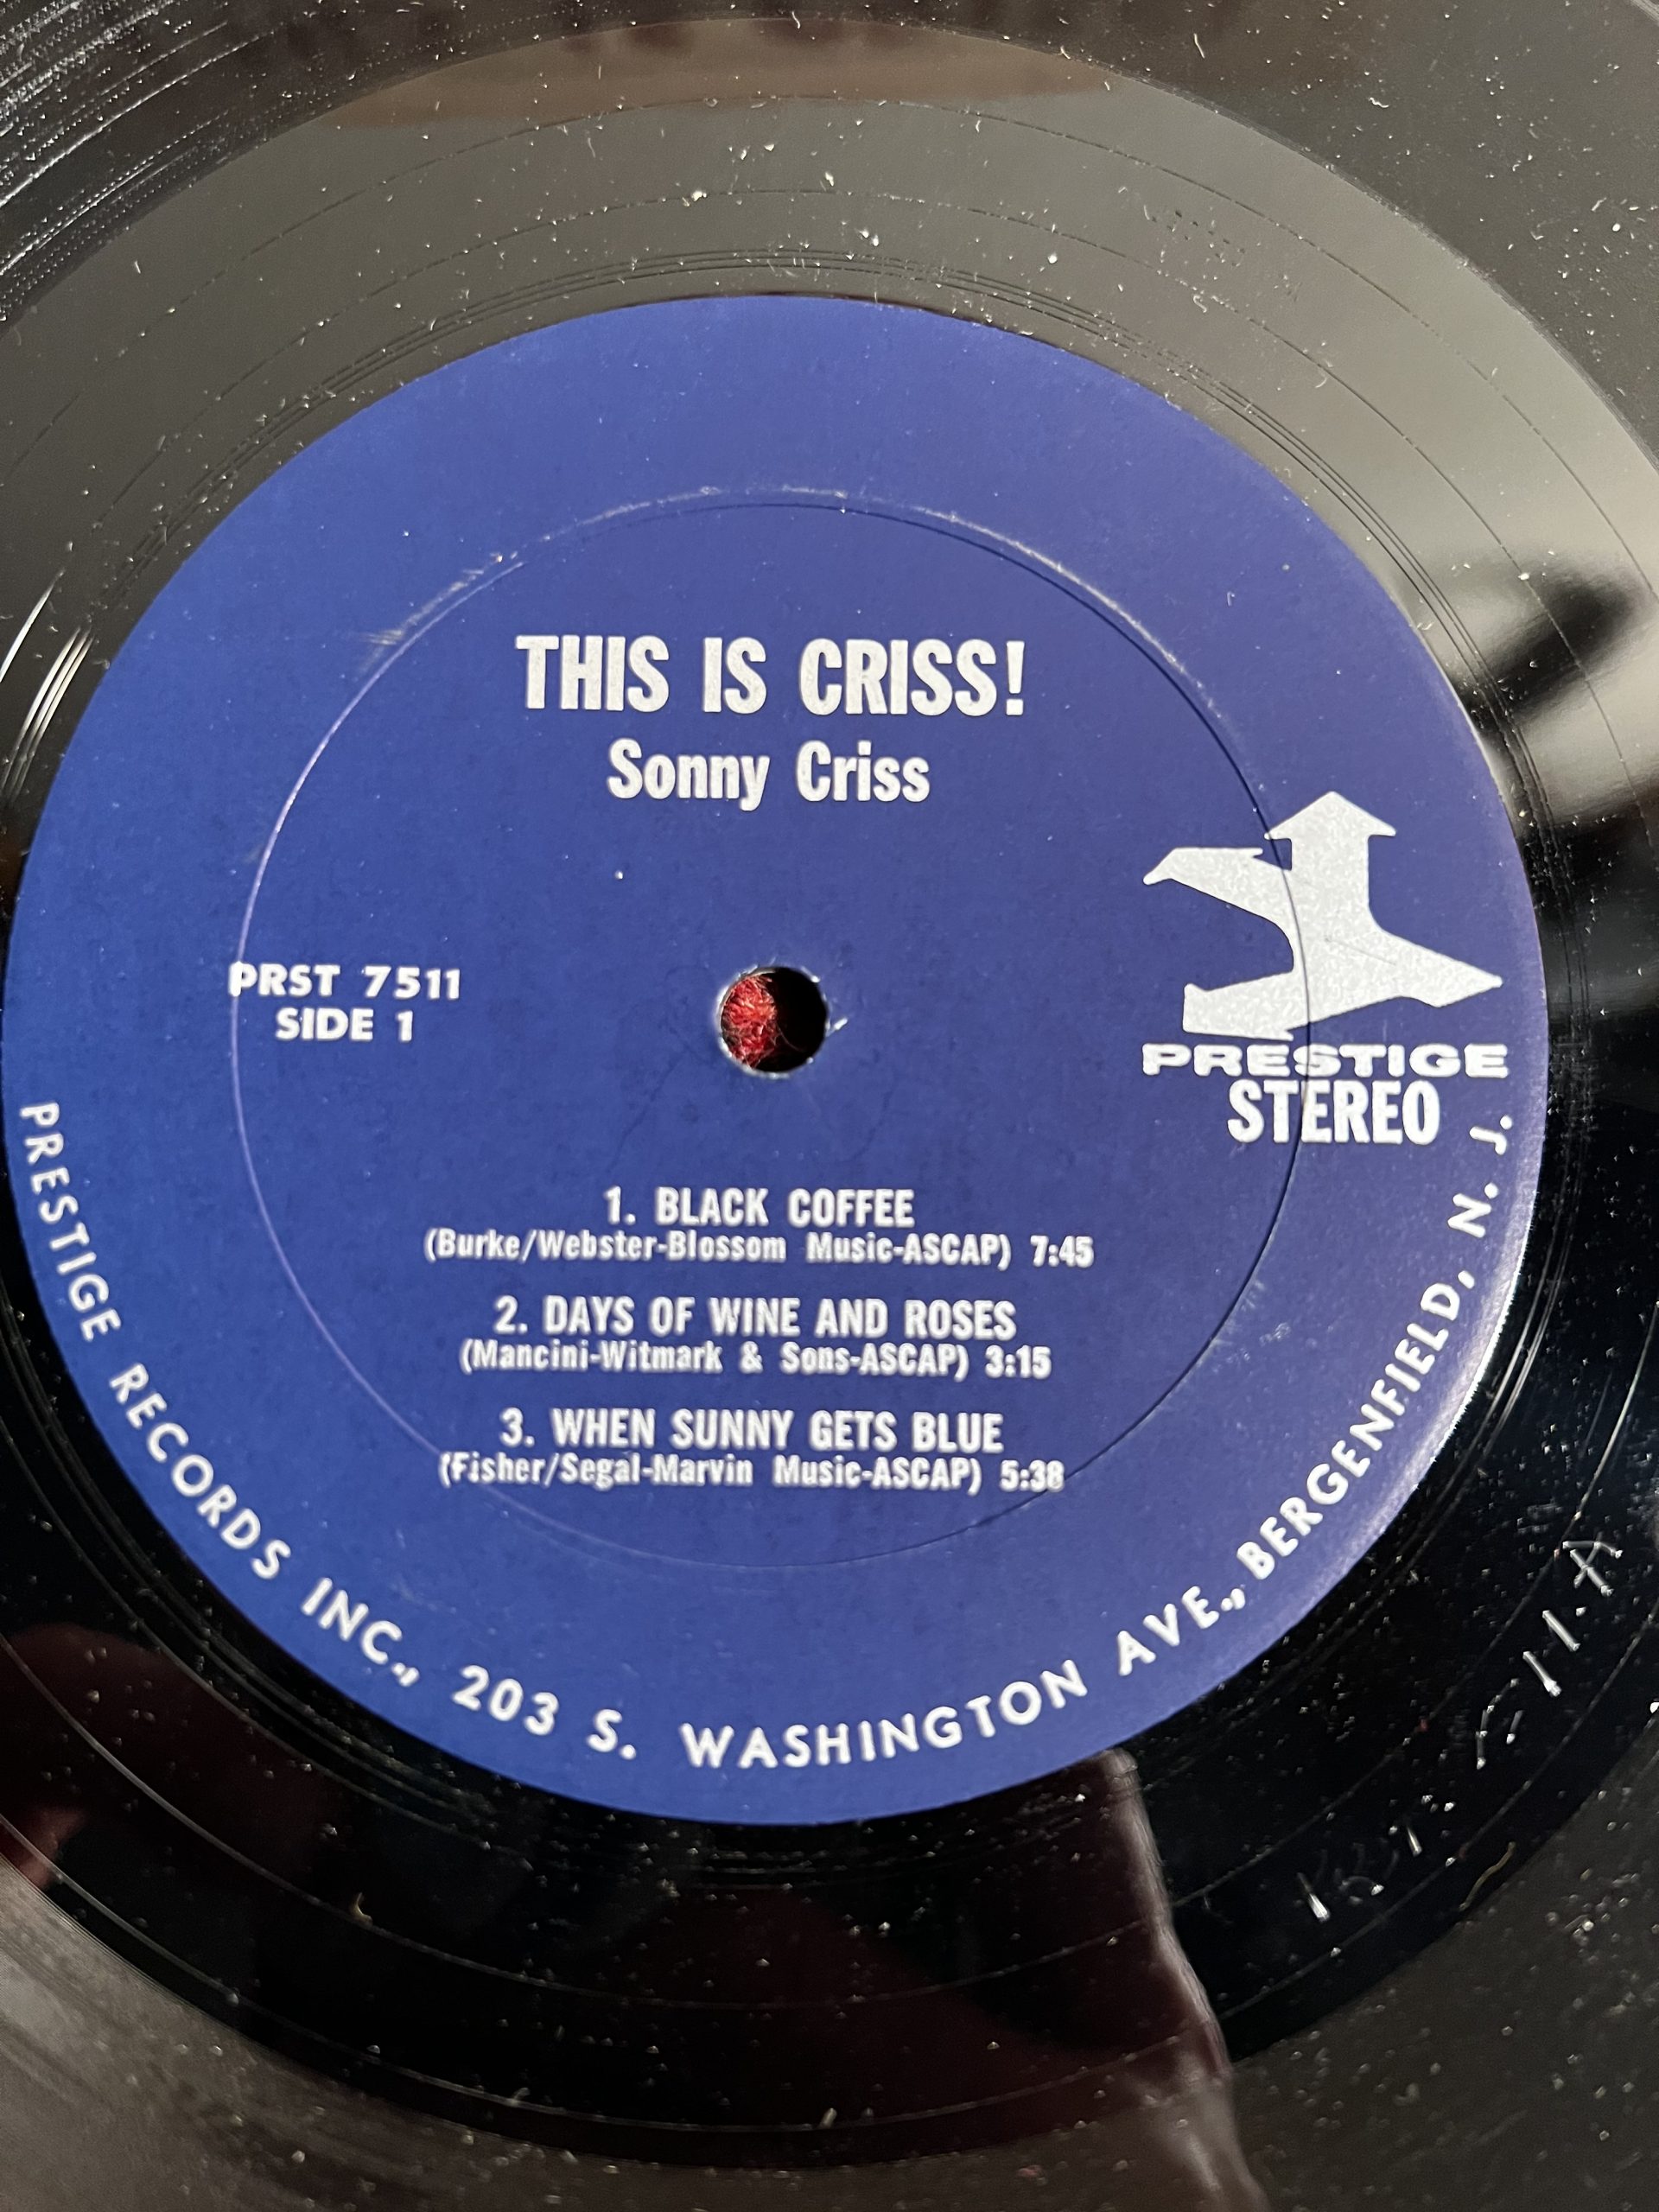 THIS IS CRISS!
Sonny Criss
PRST 7511
SIDE 1
PRESTIGE
STEREO
1. BLACK COFFEE
(Burke/Webster-Blossom Music-ASCAP) 7:45
2. DAYS OF WINE AND ROSES
(Mancini-Witmark & Sons-ASCAP) 3:15
3. WHEN SUNNY GETS BLUE
(Fisher/Segal-Marvin Music-ASCAP) 5:38
PRESTIGE RECORDS INC., 203 S. WASHINGTON AVE., BERGENFIELD, N. J.